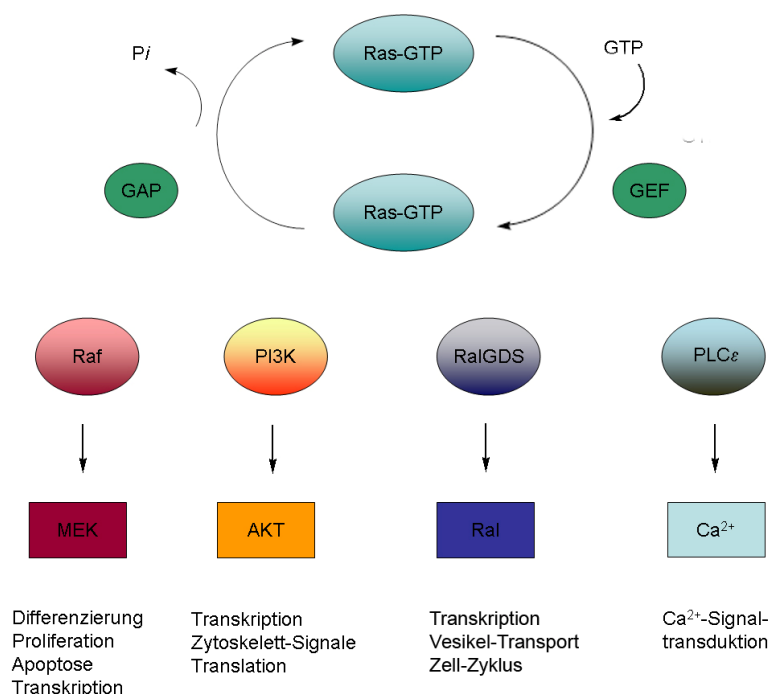 Pi
Ras-GTP
GTP
GAP
Ras-GTP
GEF
Raf
PI3K
RalGDS
PLCε
MEK
AKT
Ral
Ca²⁺
Differenzierung
Proliferation
Apoptose
Transkription
Transkription
Zytoskelett-Signale
Translation
Transkription
Vesikel-Transport
Zell-Zyklus
Ca²⁺-Signal-
transduktion